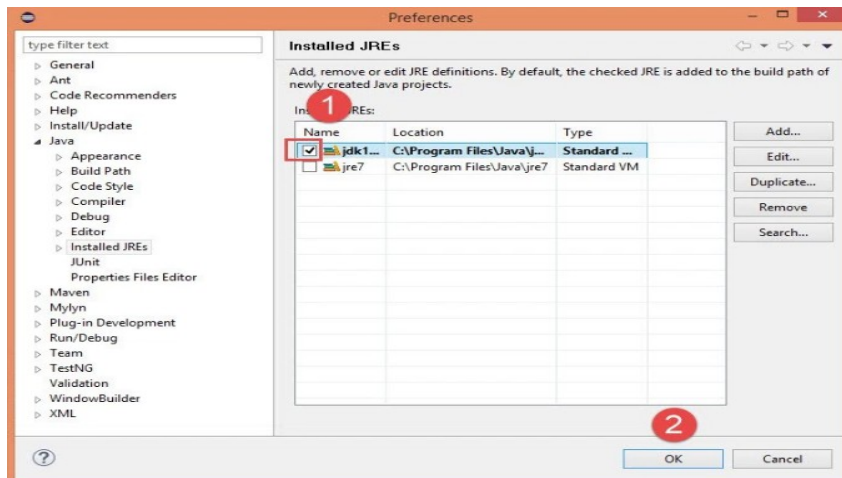 Preferences
type filter text
General
Ant
Code Recommenders
Help
Install/Update
Java
Appearance
Build Path
Code Style
Compiler
Debug
Editor
Installed JREs
JUnit
Properties Files Editor
Maven
Mylyn
Plug-in Development
Run/Debug
Team
TestNG
Validation
WindowBuilder
XML
Installed JREs
Add, remove or edit JRE definitions. By default, the checked JRE is added to the build path of
newly created Java projects.
1
JREs:
Name Location Type
jdk1... C:\Program Files\Java\j... Standard ...
jre7 C:\Program Files\Java\jre7 Standard VM
Add...
Edit...
Duplicate...
Remove
Search...
2
?
OK
Cancel